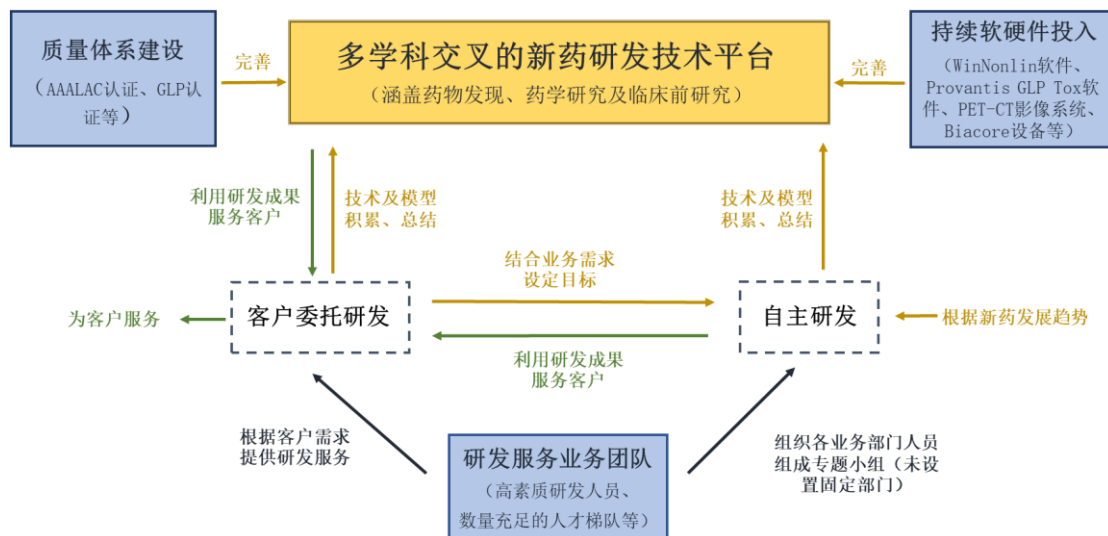 质量体系建设
（AAALAC认证、GLP认
证等）
完善
多学科交叉的新药研发技术平台
（涵盖药物发现、药学研究及临床前研究）
完善
持续软硬件投入
（WinNonlin软件、
Provantis GLP Tox软
件、PET-CT影像系统、
Biacore设备等）
利用研发成果
服务客户
技术及模型
积累、总结
技术及模型
积累、总结
结合业务需求
设定目标
为客户服务
客户委托研发
自主研发
根据新药发展趋势
利用研发成果
服务客户
根据客户需求
提供研发服务
研发服务业务团队
（高素质研发人员、
数量充足的人才梯队等）
组织各业务部门人员
组成专题小组（未设
置固定部门）